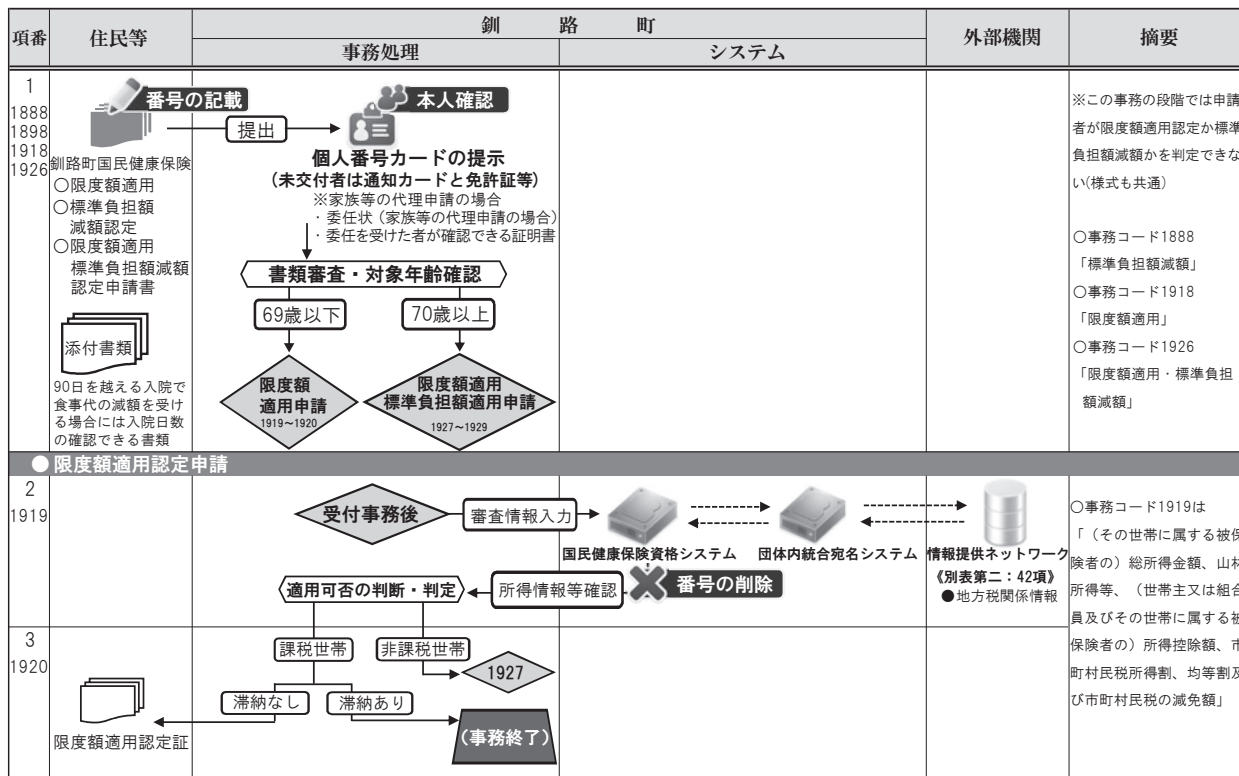 項番
住民等
釧路町
事務処理
システム
外部機関
摘要
1
1888
1898
1918
1926
番号の記載
釧路町国民健康保険
○限度額適用
○標準負担額
減額認定
○限度額適用
標準負担額減額
認定申請書
添付書類
90日を越える入院で
食事代の減額を受け
る場合には入院日数
の確認できる書類
提出
本人確認
個人番号カードの提示
(未交付者は通知カードと免許証等)
※家族等の代理申請の場合
・委任状(家族等の代理申請の場合)
・委任を受けた者が確認できる証明書
書類審査・対象年齢確認
69歳以下
70歳以上
限度額
適用申請
1919~1920
限度額適用
標準負担額適用申請
1927~1929
※この事務の段階では申請
者が限度額適用認定か標準
負担額減額かを判定できな
い(様式も共通)
○事務コード1888
「標準負担額減額」
○事務コード1918
「限度額適用」
○事務コード1926
「限度額適用・標準負担
額減額」
●限度額適用認定申請
2
1919
受付事務後
審査情報入力
国民健康保険資格システム
団体内統合宛名システム
情報提供ネットワーク
《別表第二:42項》
●地方税関係情報
適用可否の判断・判定
所得情報等確認
番号の削除
○事務コード1919は
「(その世帯に属する被保
険者の)総所得金額、山林
所得等、(世帯主又は組合
員及びその世帯に属する被
保険者の)所得控除額、市
町村民税所得割、均等割及
び市町村民税の減免額」
3
1920
課税世帯
非課税世帯
1927
滞納なし
滞納あり
(事務終了)
限度額適用認定証